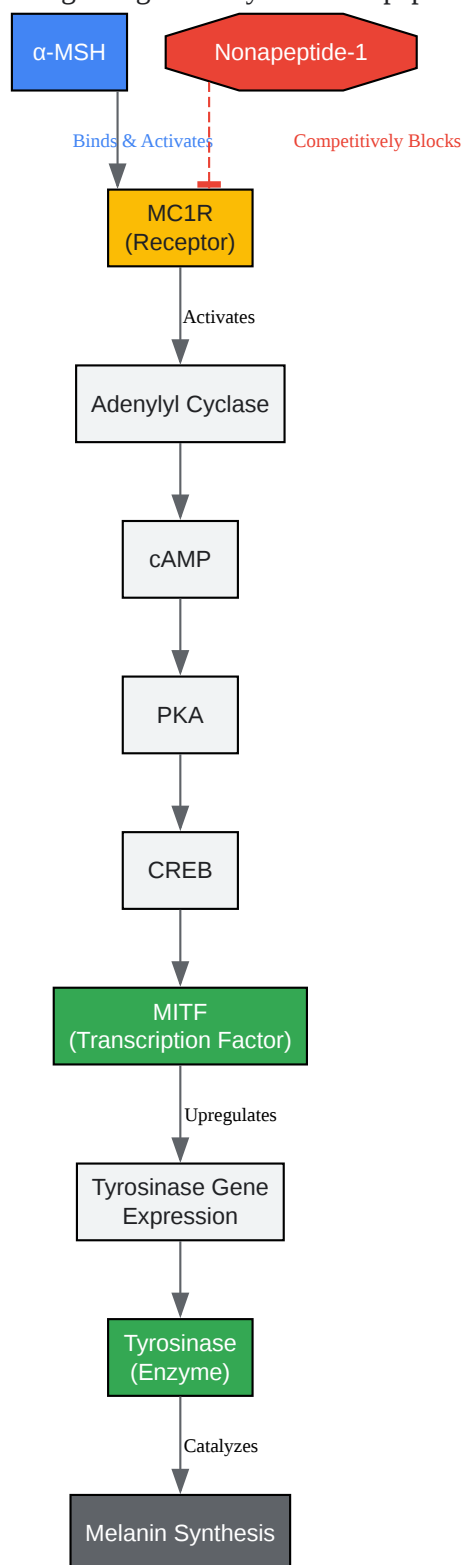 α-MSH
Nonapeptide-1
Binds & Activates
Competitively Blocks
MC1R
(Receptor)
Activates
Adenylyl Cyclase
cAMP
PKA
CREB
MITF
(Transcription Factor)
Upregulates
Tyrosinase Gene
Expression
Tyrosinase
(Enzyme)
Catalyzes
Melanin Synthesis